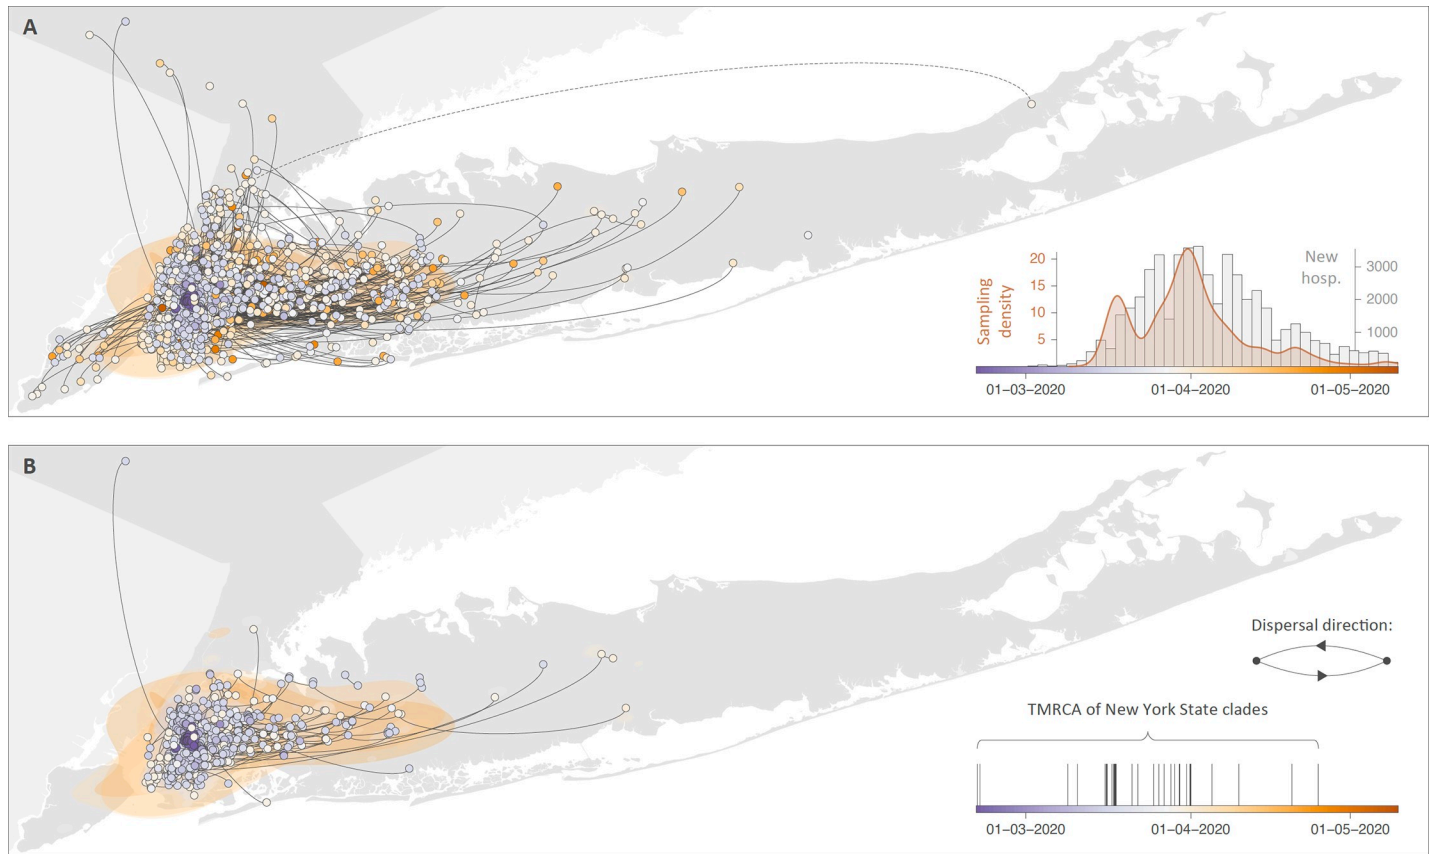 A
20
15
10
5
Sampling
density
New
hosp.
3000
2000
1000
01–03–2020
01–04–2020
01–05–2020
B
Dispersal direction:
TMRCA of New York State clades
01–03–2020
01–04–2020
01–05–2020